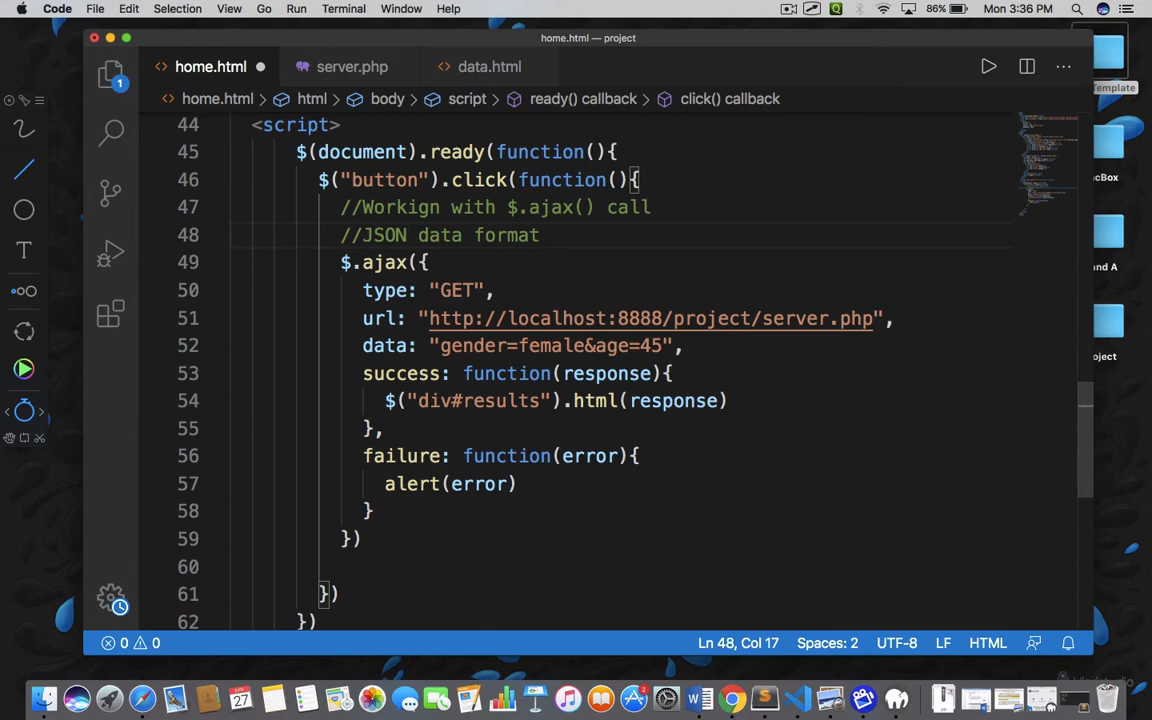 Code File Edit Selection View Go Run Terminal Window Help 86% Mon 3:36 PM
home.html — project
home.html server.php data.html
home.html > html > body > script > ready() callback > click() callback
44 <script>
45 $(document).ready(function(){
46 $("button").click(function(){
47 //Workign with $.ajax() call
48 //JSON data format
49 $.ajax({
50 type: "GET",
51 url: "http://localhost:8888/project/server.php",
52 data: "gender=female&age=45",
53 success: function(response){
54 $("div#results").html(response)
55 },
56 failure: function(error){
57 alert(error)
58 }
59 })
60
61 })
62 })
1
Template
cBox
and A
oject
T
0 0 Ln 48, Col 17 Spaces: 2 UTF-8 LF HTML
APR
27
2